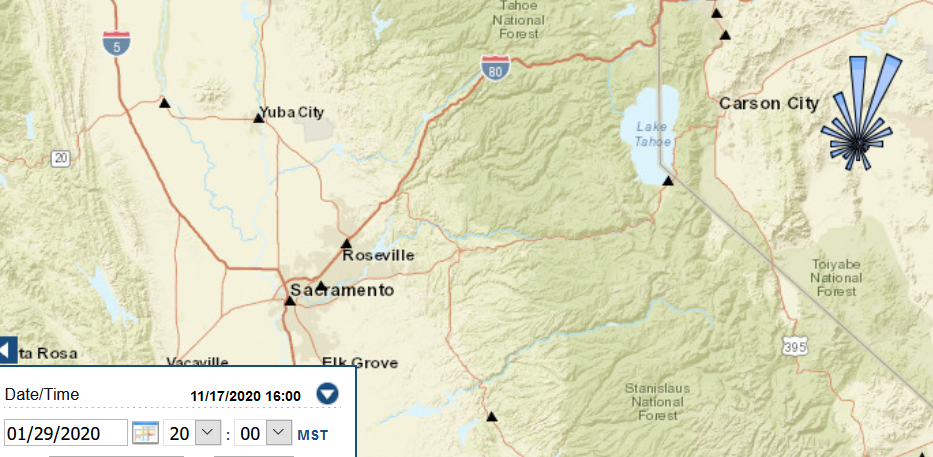 Tahoe
National
Forest
5
80
Yuba City
Carson City
Lake
Tahoe
20
Roseville
Toiyabe
National
Forest
Sacramento
395
ta Rosa
Vacaville
Elk Grove
Stanislaus
National
Forest
Date/Time 11/17/2020 16:00
01/29/2020 20 : 00 MST